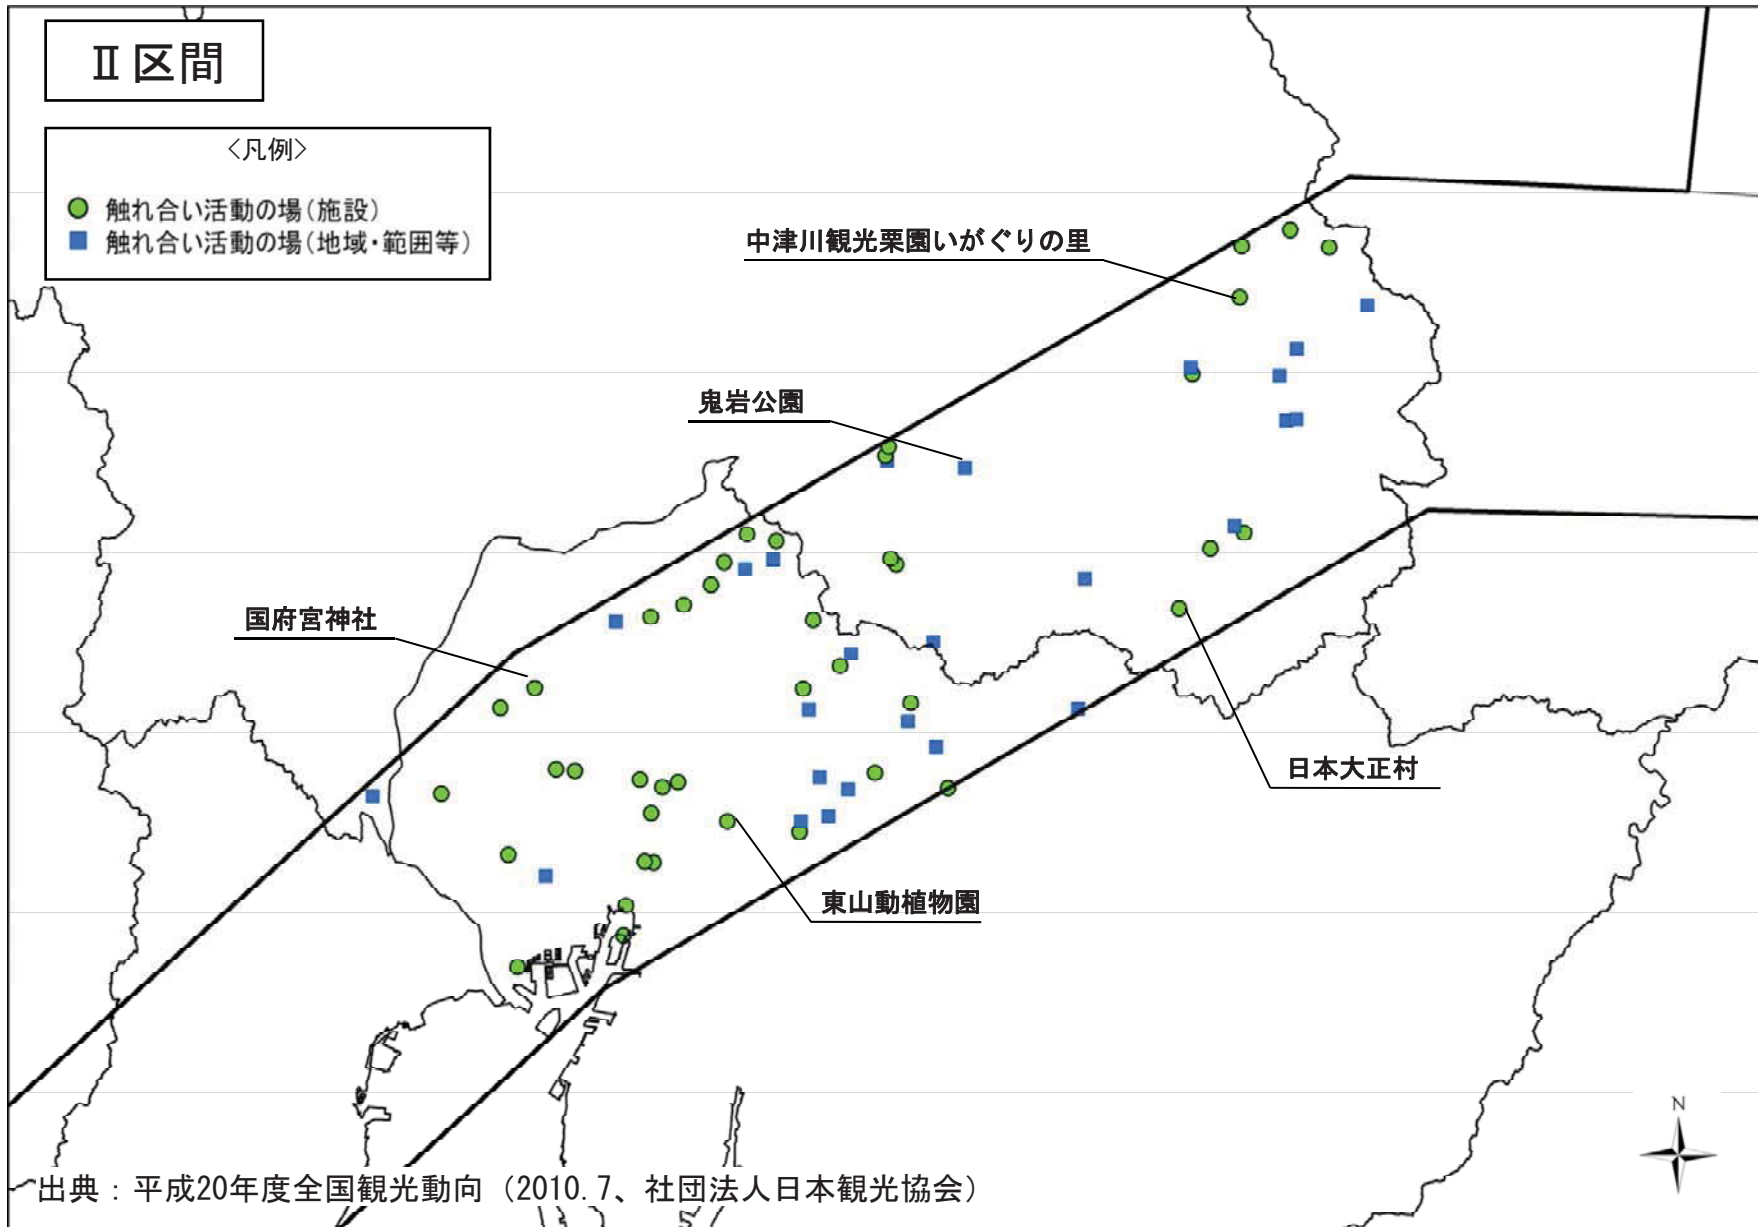 Ⅱ区間
〈凡例〉
触れ合い活動の場(施設)
触れ合い活動の場(地域・範囲等)
中津川観光栗園いがぐりの里
鬼岩公園
国府宮神社
日本大正村
東山動植物園
N
出典：平成20年度全国観光動向（2010.7、社団法人日本観光協会）